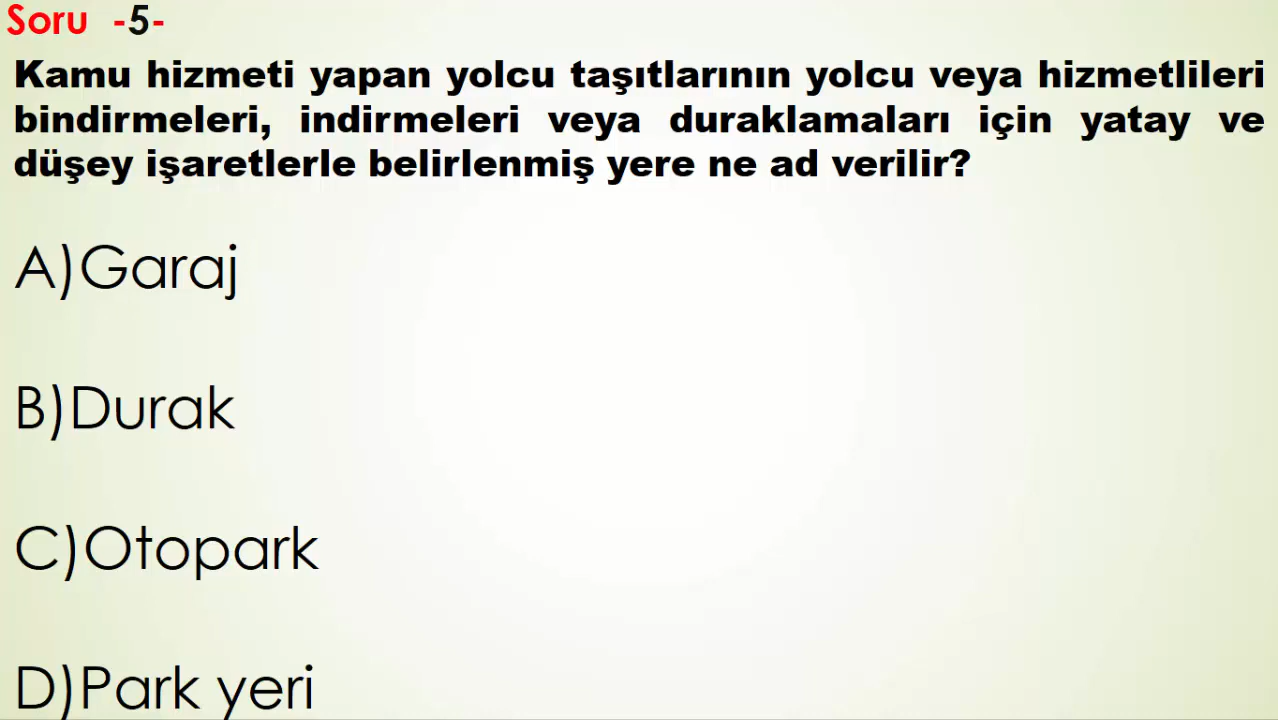 Soru -5-
Kamu hizmeti yapan yolcu taşıtlarının yolcu veya hizmetlileri
bindirmeleri, indirmeleri veya duraklamaları için yatay ve
düşey işaretlerle belirlenmiş yere ne ad verilir?
A)Garaj
B)Durak
C)Otopark
D)Park yeri